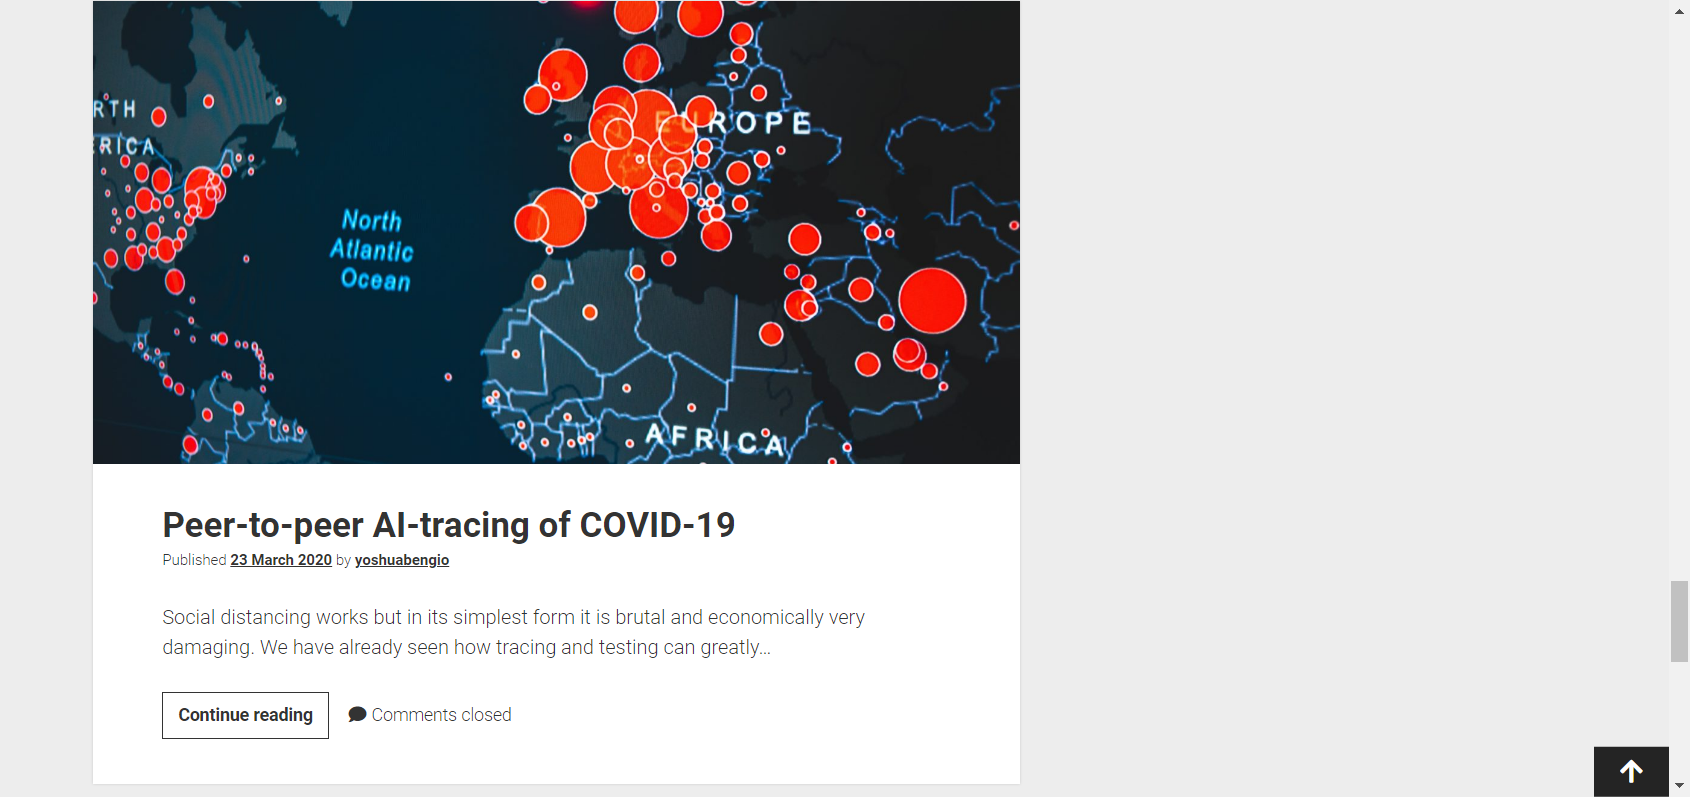 RTH
ERICA
EUROPE
North
Atlantic
Ocean
AFRICA
Peer-to-peer AI-tracing of COVID-19
Published 23 March 2020 by yoshuabengio
Social distancing works but in its simplest form it is brutal and economically very
damaging. We have already seen how tracing and testing can greatly…
Continue reading Comments closed